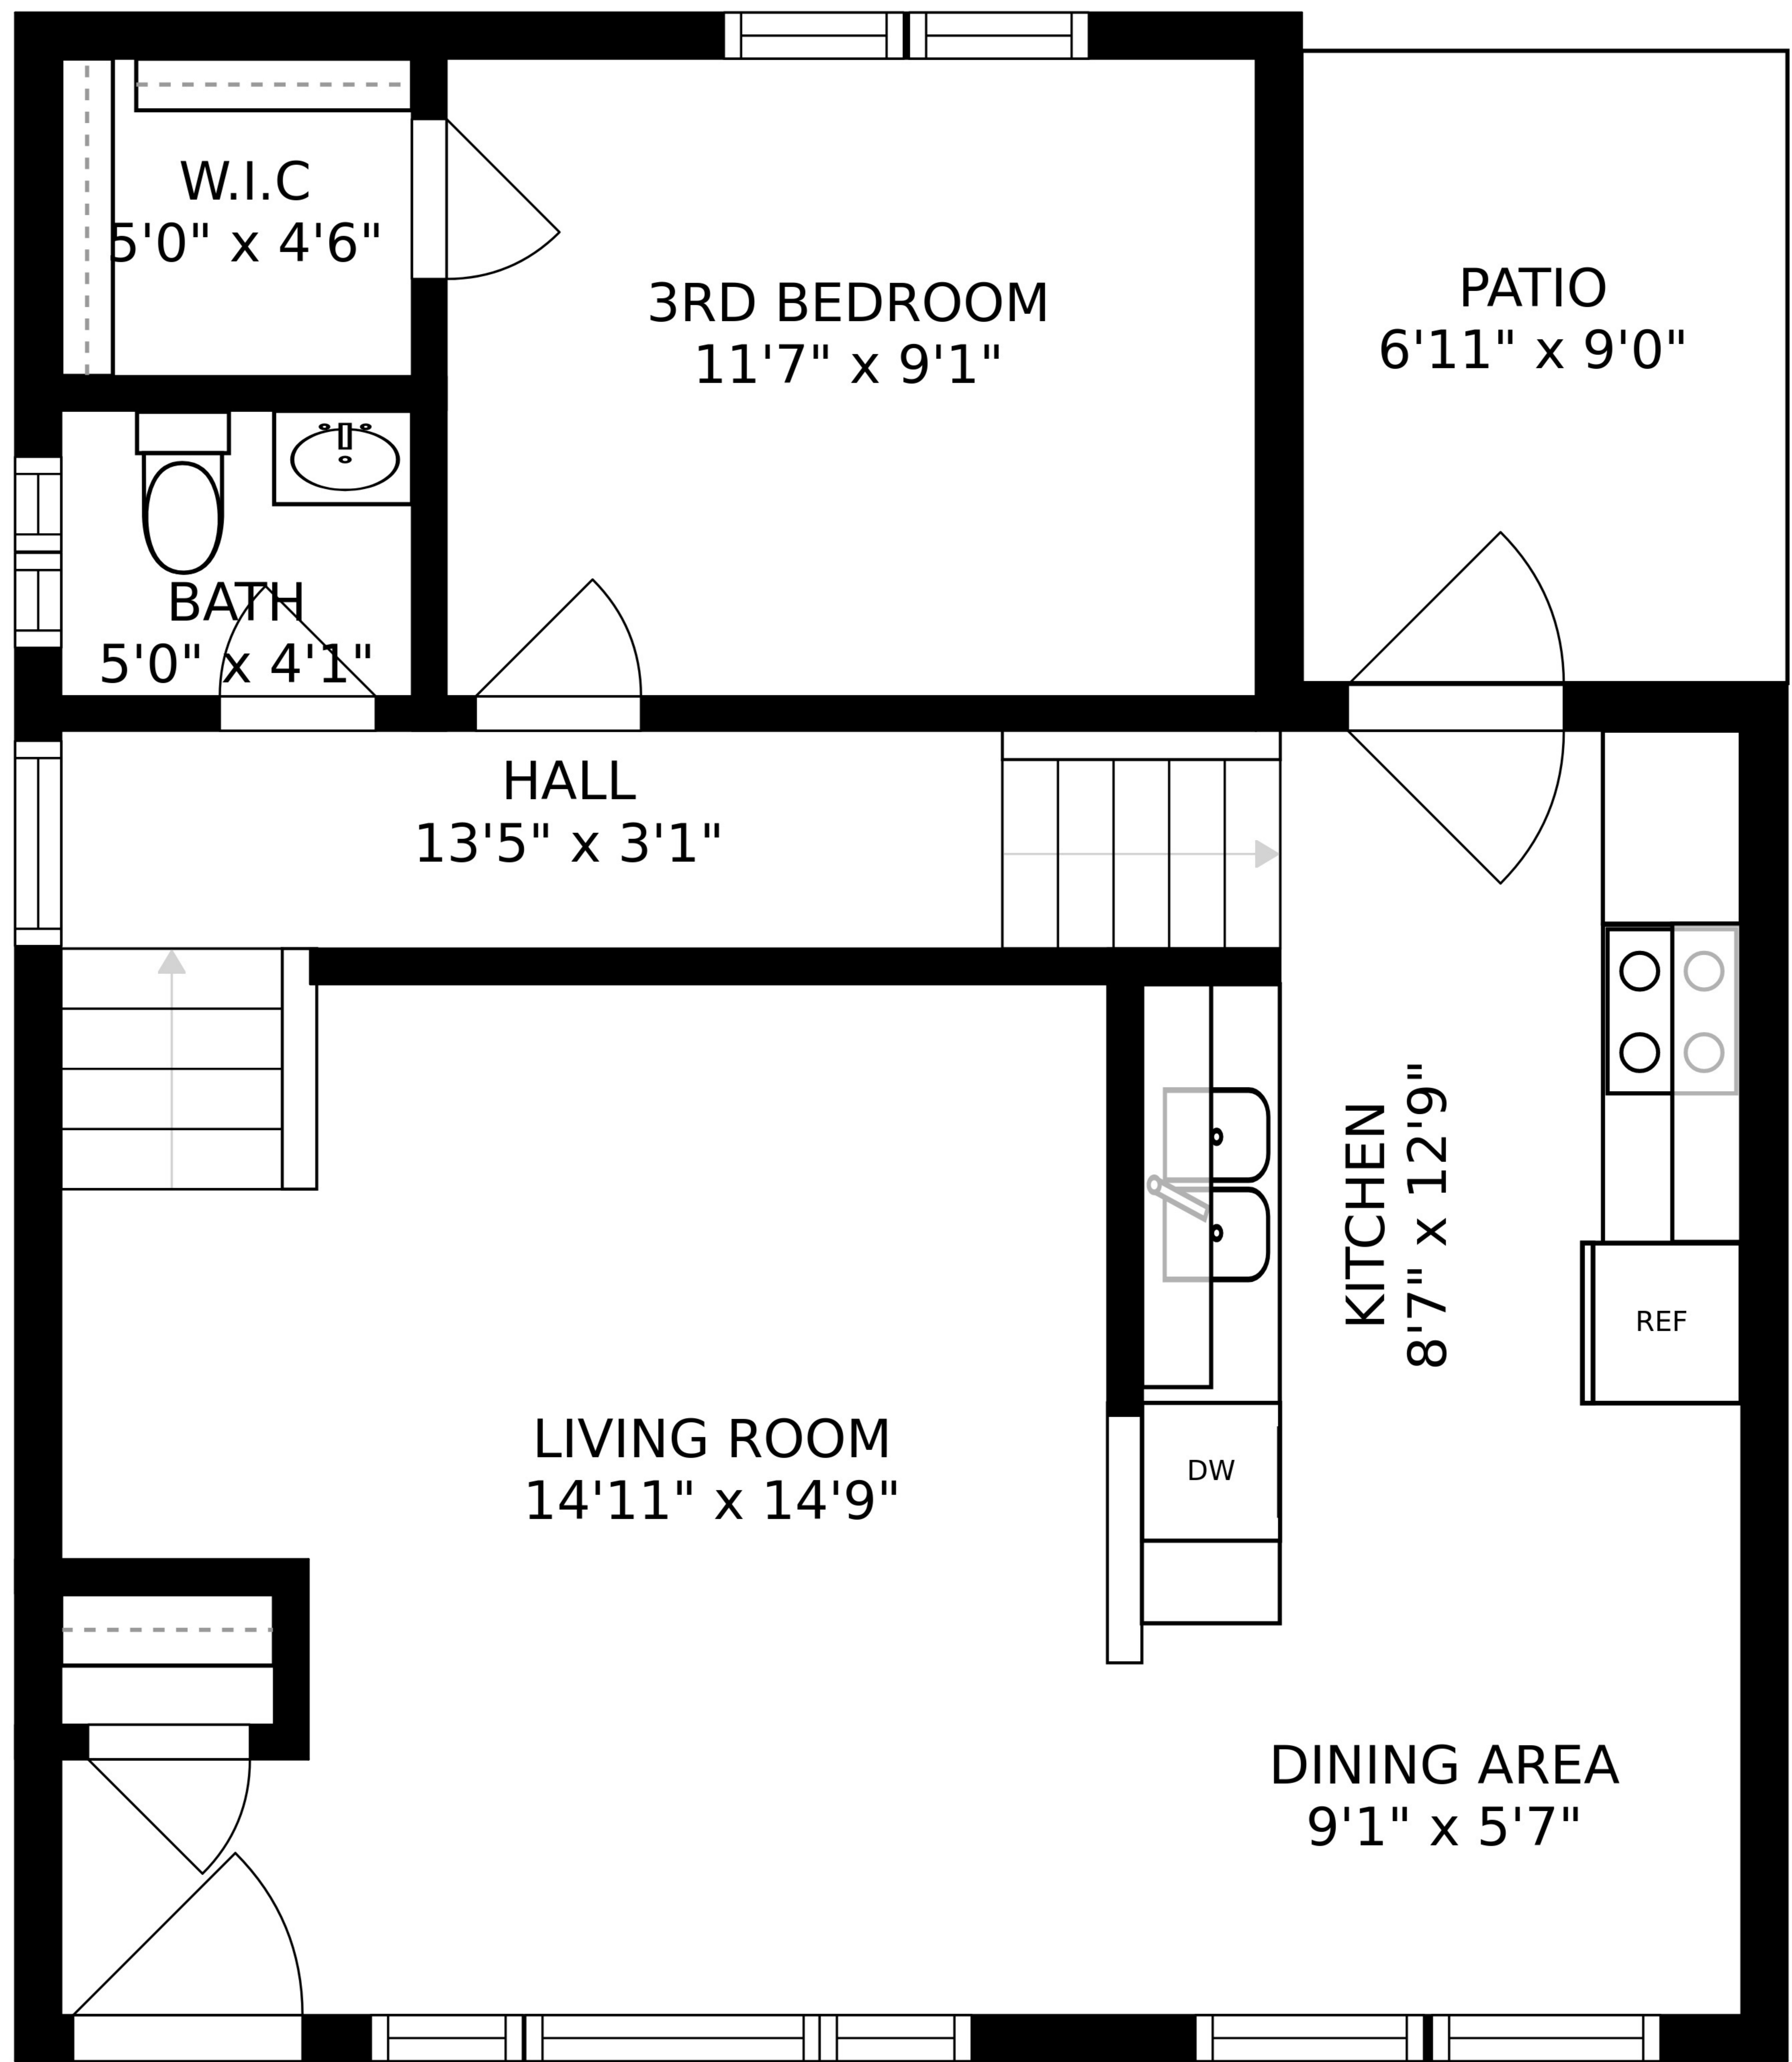 W.I.C
5'0" x 4'6"
3RD BEDROOM
11'7" x 9'1"
PATIO
6'11" x 9'0"
BATH
5'0" x 4'1"
HALL
13'5" x 3'1"
KITCHEN
8'7" x 12'9"
REF
LIVING ROOM
14'11" x 14'9"
DW
DINING AREA
9'1" x 5'7"